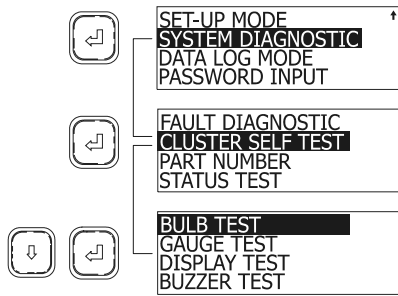 SET-UP MODE
SYSTEM DIAGNOSTIC
DATA LOG MODE
PASSWORD INPUT
FAULT DIAGNOSTIC
CLUSTER SELF TEST
PART NUMBER
STATUS TEST
BULB TEST
GAUGE TEST
DISPLAY TEST
BUZZER TEST